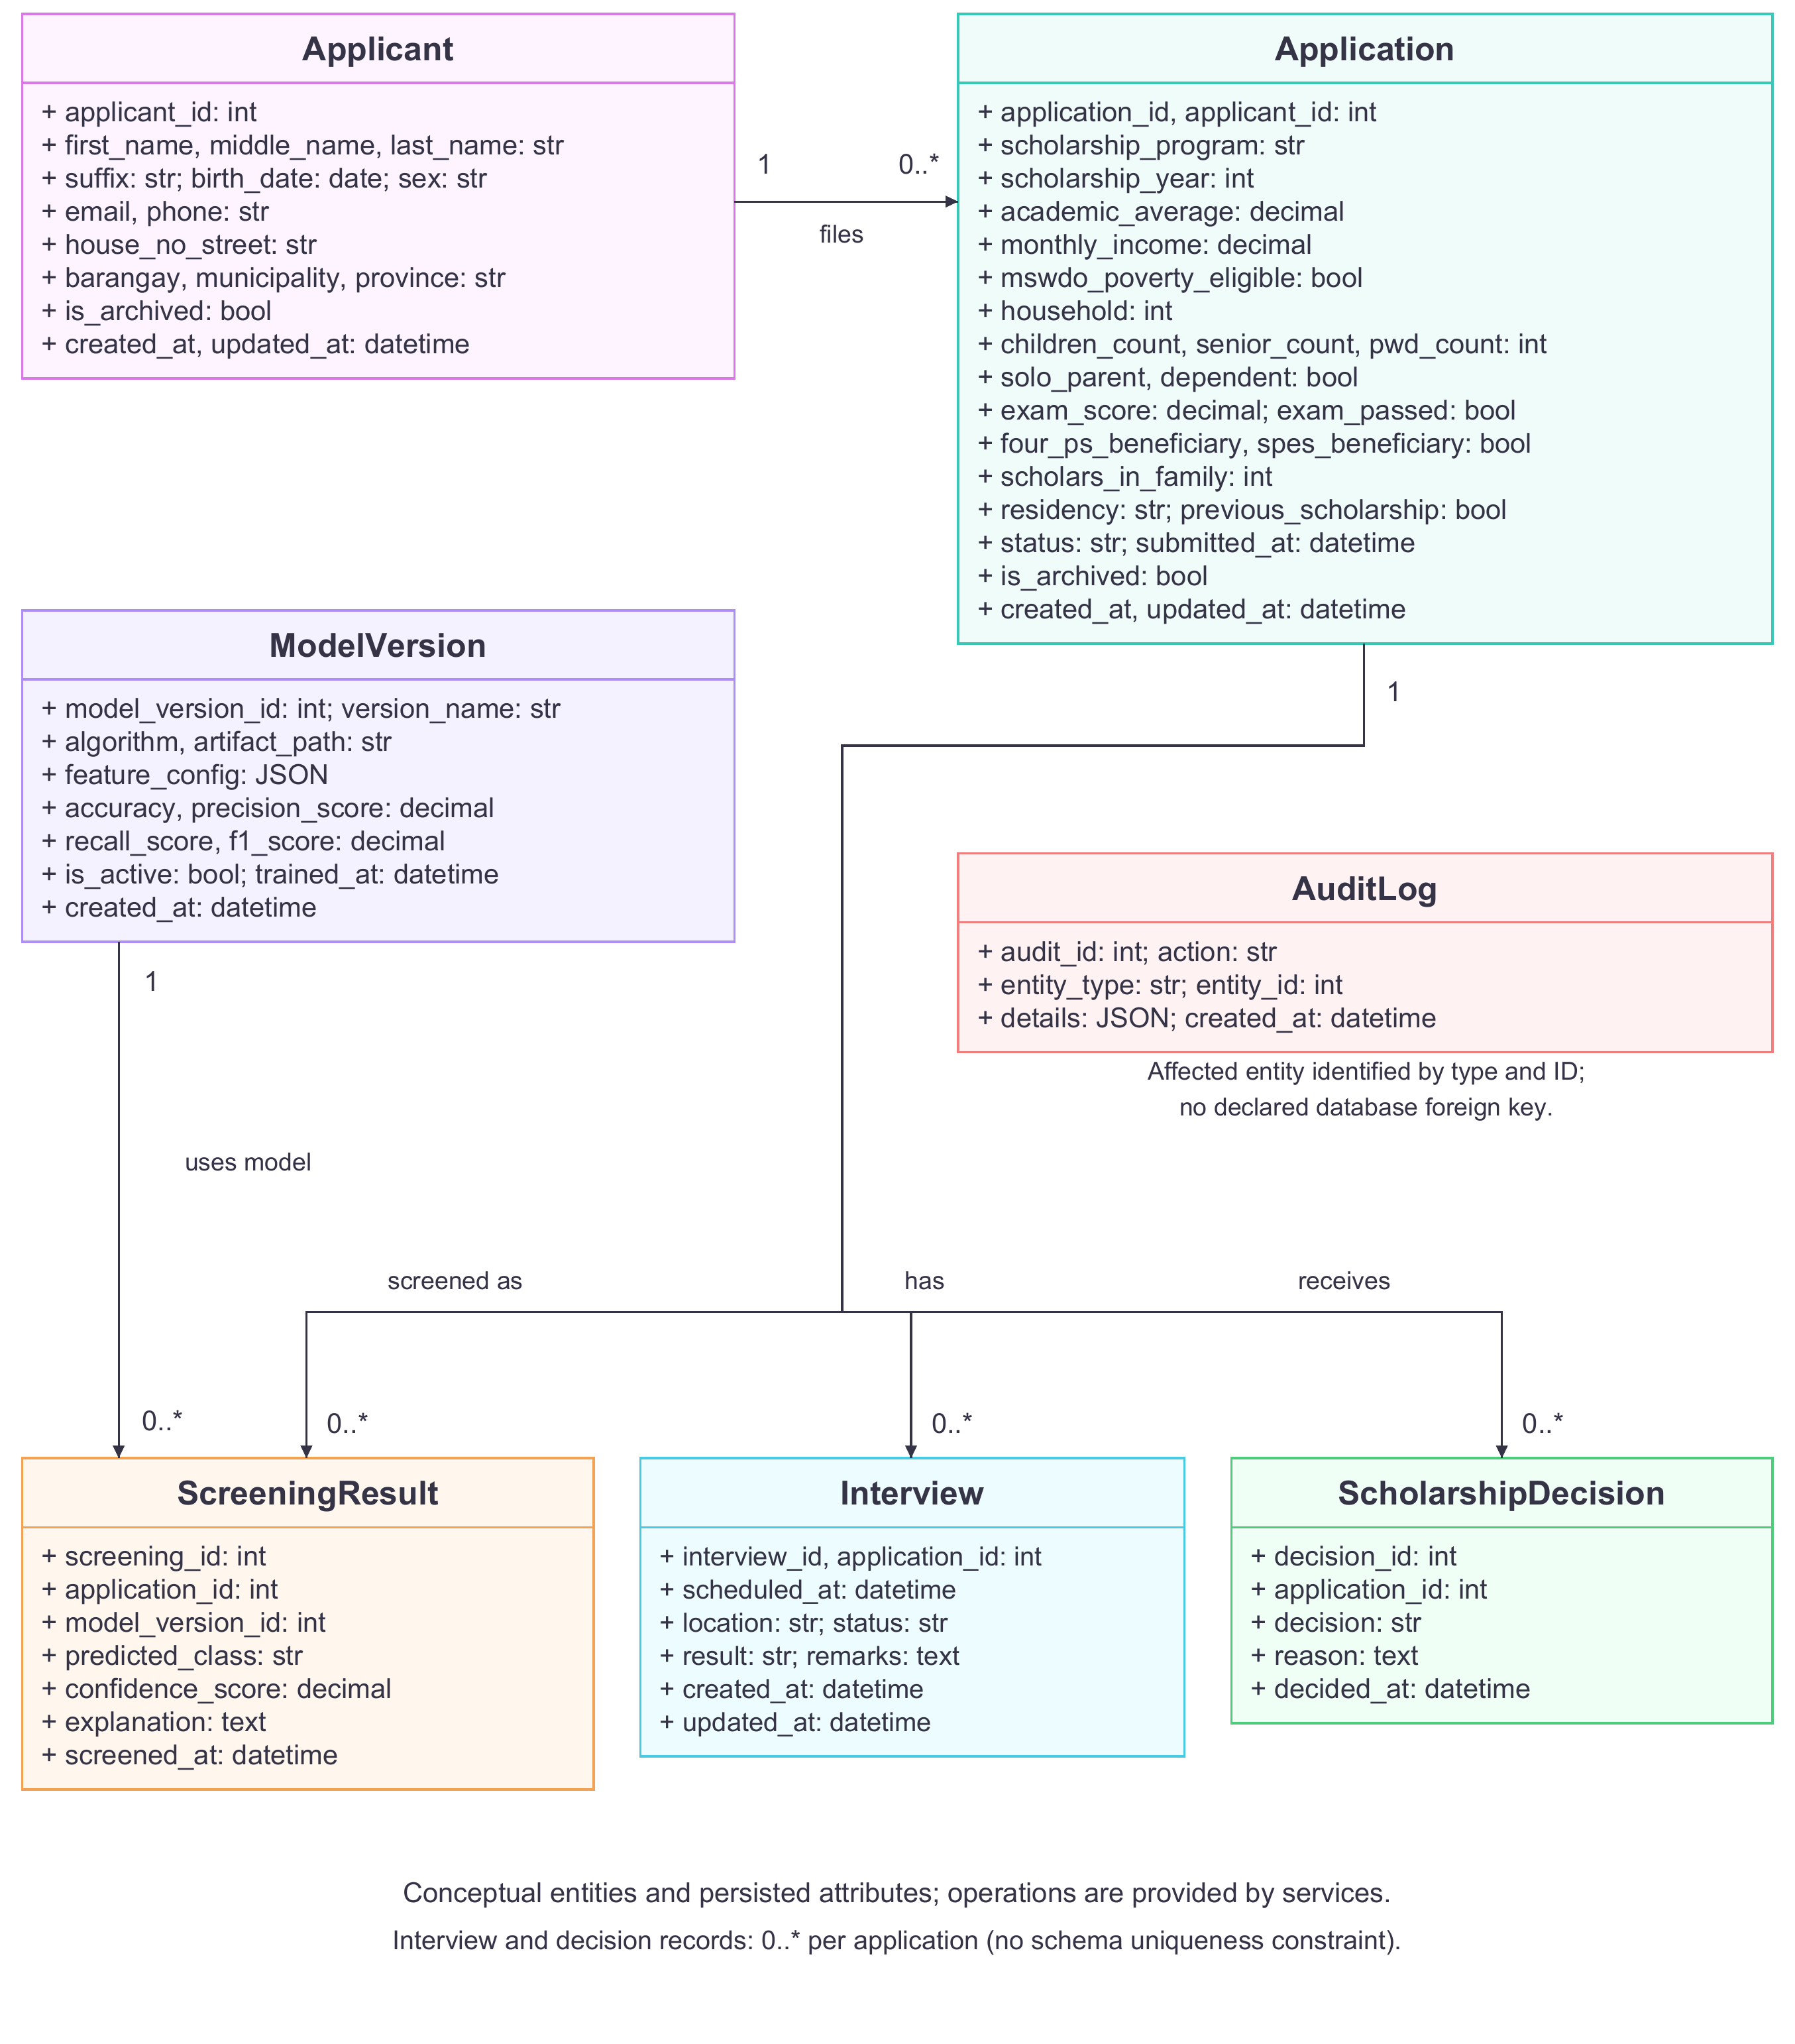 Applicant
+ applicant_id: int
+ first_name, middle_name, last_name: str
+ suffix: str; birth_date: date; sex: str
+ email, phone: str
+ house_no_street: str
+ barangay, municipality, province: str
+ is_archived: bool
+ created_at, updated_at: datetime
1
0..*
files
Application
+ application_id, applicant_id: int
+ scholarship_program: str
+ scholarship_year: int
+ academic_average: decimal
+ monthly_income: decimal
+ mswdo_poverty_eligible: bool
+ household: int
+ children_count, senior_count, pwd_count: int
+ solo_parent, dependent: bool
+ exam_score: decimal; exam_passed: bool
+ four_ps_beneficiary, spes_beneficiary: bool
+ scholars_in_family: int
+ residency: str; previous_scholarship: bool
+ status: str; submitted_at: datetime
+ is_archived: bool
+ created_at, updated_at: datetime
1
ModelVersion
+ model_version_id: int; version_name: str
+ algorithm, artifact_path: str
+ feature_config: JSON
+ accuracy, precision_score: decimal
+ recall_score, f1_score: decimal
+ is_active: bool; trained_at: datetime
+ created_at: datetime
1
AuditLog
+ audit_id: int; action: str
+ entity_type: str; entity_id: int
+ details: JSON; created_at: datetime
Affected entity identified by type and ID;
no declared database foreign key.
uses model
screened as
has
receives
0..*
0..*
0..*
0..*
ScreeningResult
+ screening_id: int
+ application_id: int
+ model_version_id: int
+ predicted_class: str
+ confidence_score: decimal
+ explanation: text
+ screened_at: datetime
Interview
+ interview_id, application_id: int
+ scheduled_at: datetime
+ location: str; status: str
+ result: str; remarks: text
+ created_at: datetime
+ updated_at: datetime
ScholarshipDecision
+ decision_id: int
+ application_id: int
+ decision: str
+ reason: text
+ decided_at: datetime
Conceptual entities and persisted attributes; operations are provided by services.
Interview and decision records: 0..* per application (no schema uniqueness constraint).